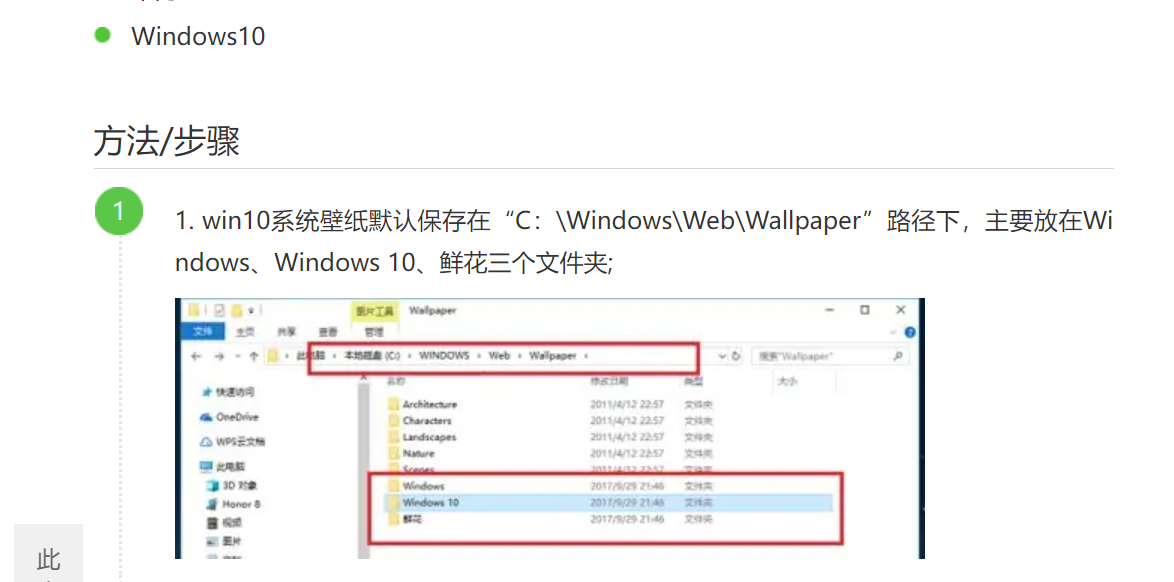 Windows10
方法/步骤
1
1. win10系统壁纸默认保存在“C：\Windows\Web\Wallpaper”路径下，主要放在Wi
ndows、Windows 10、鲜花三个文件夹;
图片工具 Wallpaper
文件 主页 共享 查看 管理
此电脑 › 本地磁盘 (C:) › WINDOWS › Web › Wallpaper › 搜索"Wallpaper"
名称 修改日期 类型 大小
快速访问
OneDrive
WPS云文档
此电脑
3D 对象
Honor 8
视频
图片
Architecture 2011/4/12 22:57 文件夹
Characters 2011/4/12 22:57 文件夹
Landscapes 2011/4/12 22:57 文件夹
Nature 2011/4/12 22:57 文件夹
Scenes 2011/4/12 22:57 文件夹
Windows 2017/9/29 21:46 文件夹
Windows 10 2017/9/29 21:46 文件夹
鲜花 2017/9/29 21:46 文件夹
此